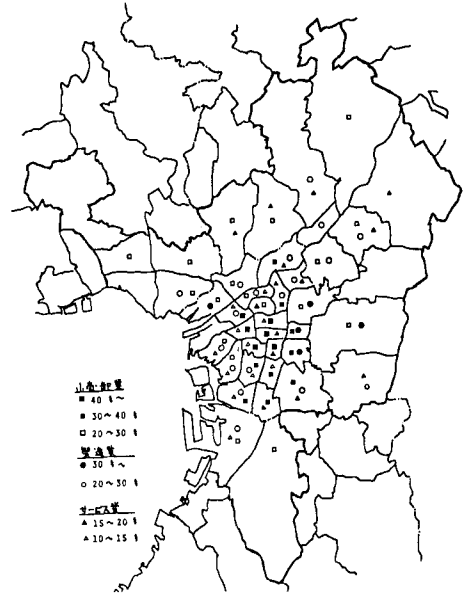 小売・卸業
■ 40 %～
■ 30～40 %
□ 20～30 %
製造業
● 30 %～
○ 20～30 %
サービス業
▲ 15～20 %
▲ 10～15 %